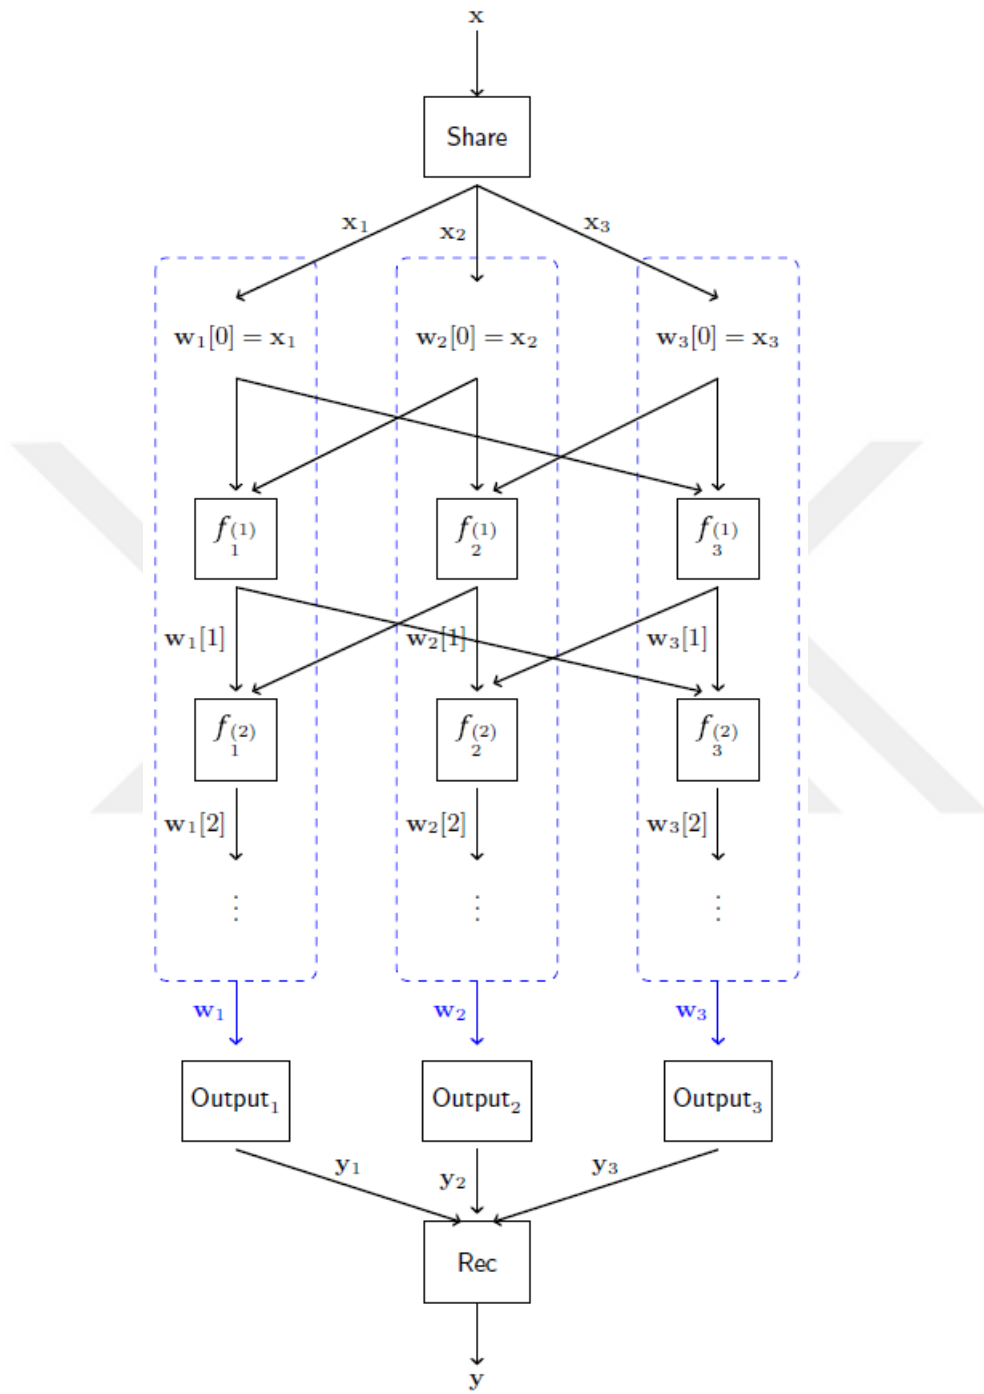 x
Share
x₁ x₂ x₃
w₁[0] = x₁ w₂[0] = x₂ w₃[0] = x₃
f₁⁽¹⁾ f₂⁽¹⁾ f₃⁽¹⁾
w₁[1] w₂[1] w₃[1]
f₁⁽²⁾ f₂⁽²⁾ f₃⁽²⁾
w₁[2] w₂[2] w₃[2]
⋮ ⋮ ⋮
w₁ w₂ w₃
Output₁ Output₂ Output₃
y₁ y₂ y₃
Rec
y